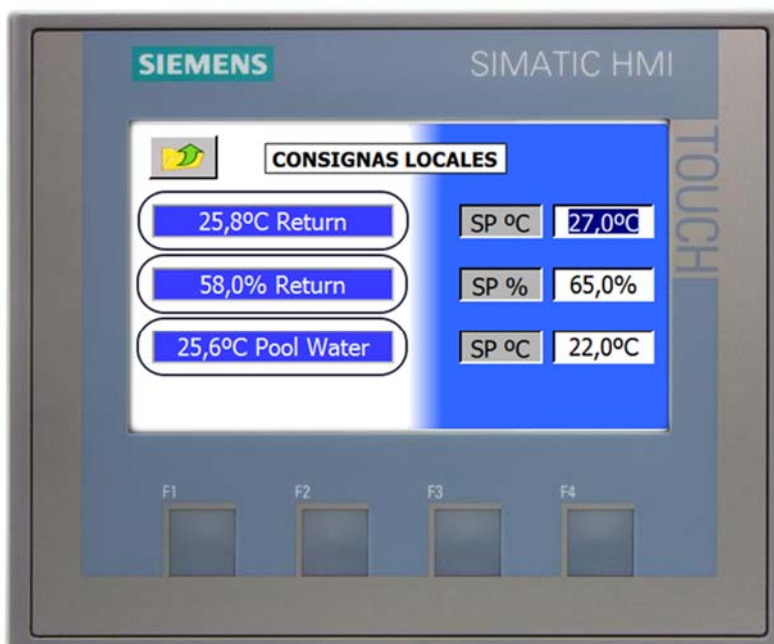 SIEMENS SIMATIC HMI
TOUCH
CONSIGNAS LOCALES
25,8ºC Return SP ºC 27,0ºC
58,0% Return SP % 65,0%
25,6ºC Pool Water SP ºC 22,0ºC
F1 F2 F3 F4